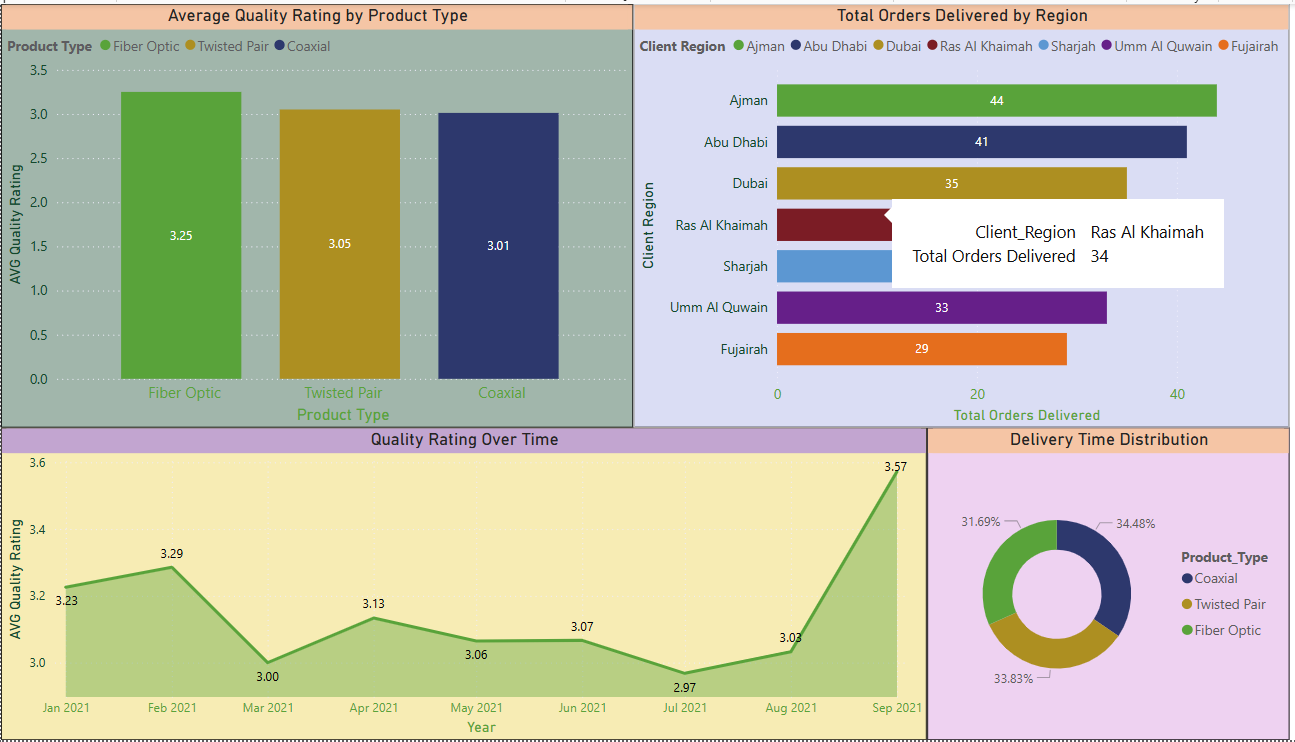 Average Quality Rating by Product Type
Product Type Fiber Optic Twisted Pair Coaxial
AVG Quality Rating
3.5
3.0
2.5
2.0
1.5
1.0
0.5
0.0
3.25
3.05
3.01
Fiber Optic
Twisted Pair
Coaxial
Product Type
Total Orders Delivered by Region
Client Region Ajman Abu Dhabi Dubai Ras Al Khaimah Sharjah Umm Al Quwain Fujairah
Client Region
Ajman
44
Abu Dhabi
41
Dubai
35
Ras Al Khaimah
Client_Region Ras Al Khaimah
Total Orders Delivered 34
Sharjah
Umm Al Quwain
33
Fujairah
29
0
20
40
Total Orders Delivered
Quality Rating Over Time
AVG Quality Rating
3.6
3.4
3.2
3.0
3.23
3.29
3.00
3.13
3.06
3.07
2.97
3.03
3.57
Jan 2021
Feb 2021
Mar 2021
Apr 2021
May 2021
Jun 2021
Jul 2021
Aug 2021
Sep 2021
Year
Delivery Time Distribution
31.69%
34.48%
33.83%
Product_Type
Coaxial
Twisted Pair
Fiber Optic